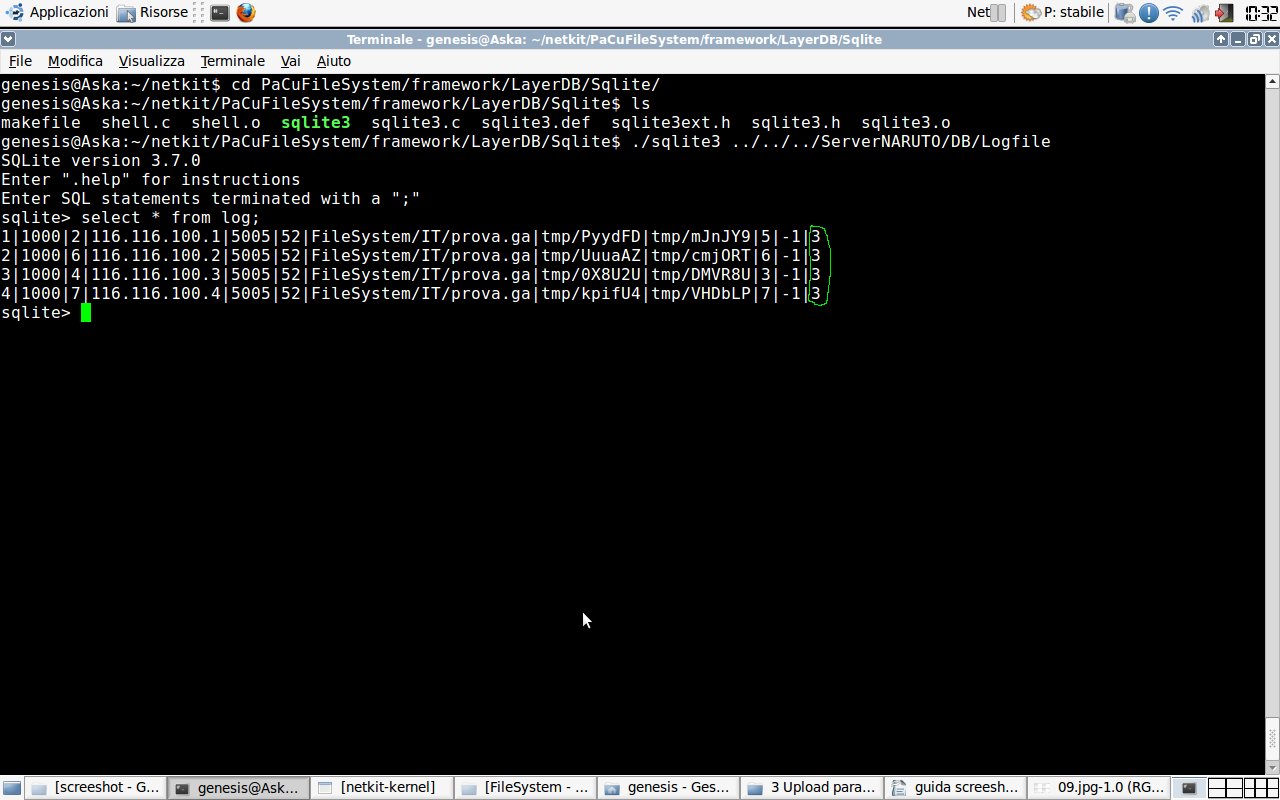 Applicazioni Risorse Net P: stabile 10:32
Terminale - genesis@Aska: ~/netkit/PaCuFileSystem/framework/LayerDB/Sqlite
File Modifica Visualizza Terminale Vai Aiuto
genesis@Aska:~/netkit$ cd PaCuFileSystem/framework/LayerDB/Sqlite/
genesis@Aska:~/netkit/PaCuFileSystem/framework/LayerDB/Sqlite$ ls
makefile shell.c shell.o sqlite3 sqlite3.c sqlite3.def sqlite3ext.h sqlite3.h sqlite3.o
genesis@Aska:~/netkit/PaCuFileSystem/framework/LayerDB/Sqlite$ ./sqlite3 ../../../ServerNARUTO/DB/Logfile
SQLite version 3.7.0
Enter ".help" for instructions
Enter SQL statements terminated with a ";"
sqlite> select * from log;
1|1000|2|116.116.100.1|5005|52|FileSystem/IT/prova.ga|tmp/PyydFD|tmp/mJnJY9|5|-1|3
2|1000|6|116.116.100.2|5005|52|FileSystem/IT/prova.ga|tmp/UuuaAZ|tmp/cmjORT|6|-1|3
3|1000|4|116.116.100.3|5005|52|FileSystem/IT/prova.ga|tmp/0X8U2U|tmp/DMVR8U|3|-1|3
4|1000|7|116.116.100.4|5005|52|FileSystem/IT/prova.ga|tmp/kpifU4|tmp/VHDbLP|7|-1|3
sqlite>
[screeshot - G... genesis@Ask... [netkit-kernel] [FileSystem - ... genesis - Ges... 3 Upload para... guida screesh... 09.jpg-1.0 (RG...